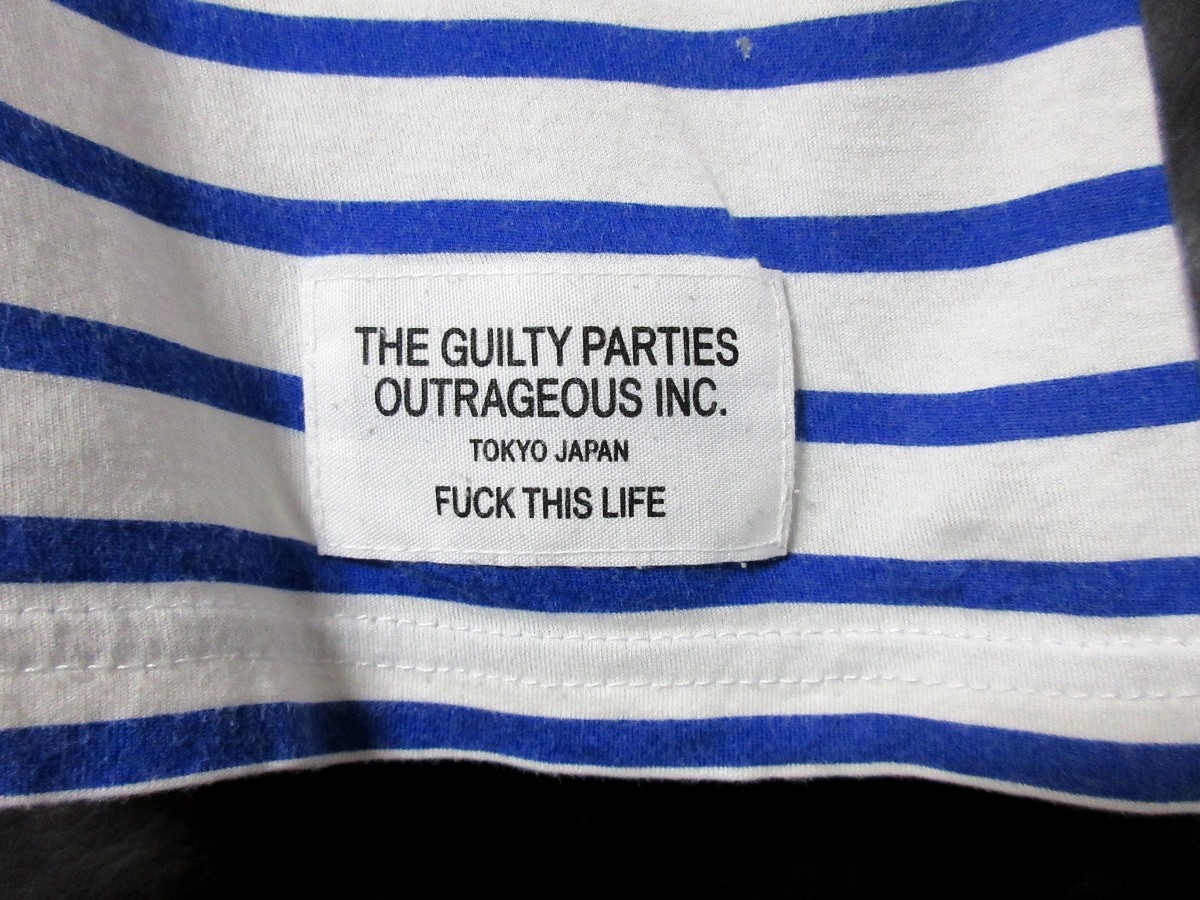 THE GUILTY PARTIES
OUTRAGEOUS INC.
TOKYO JAPAN
FUCK THIS LIFE